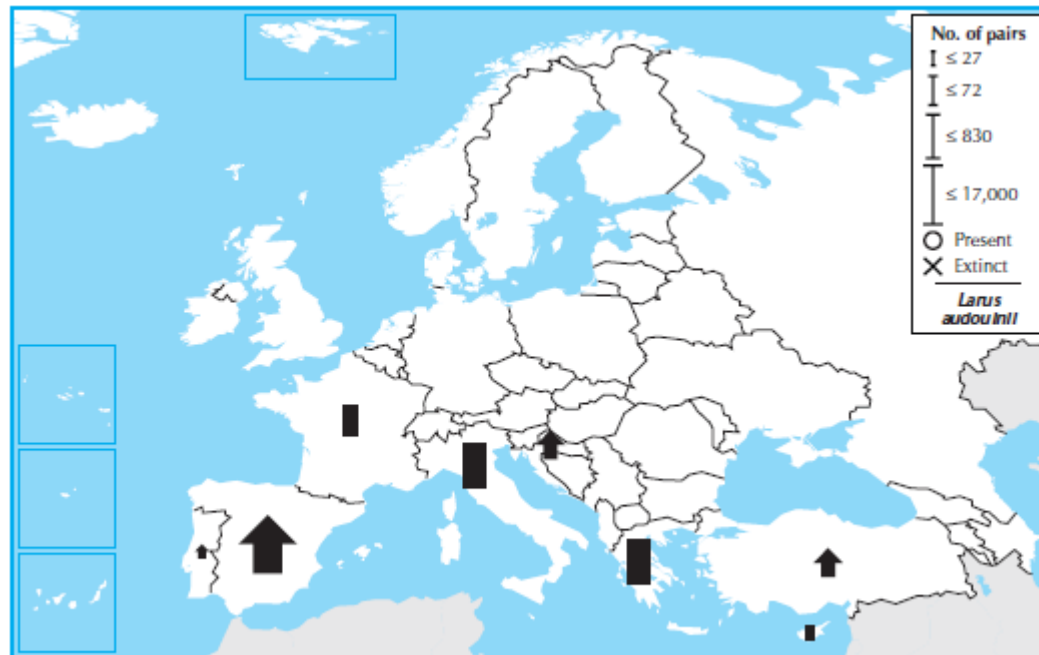 No. of pairs
≤ 27
≤ 72
≤ 830
≤ 17,000
Present
Extinct
Larus
audouinii